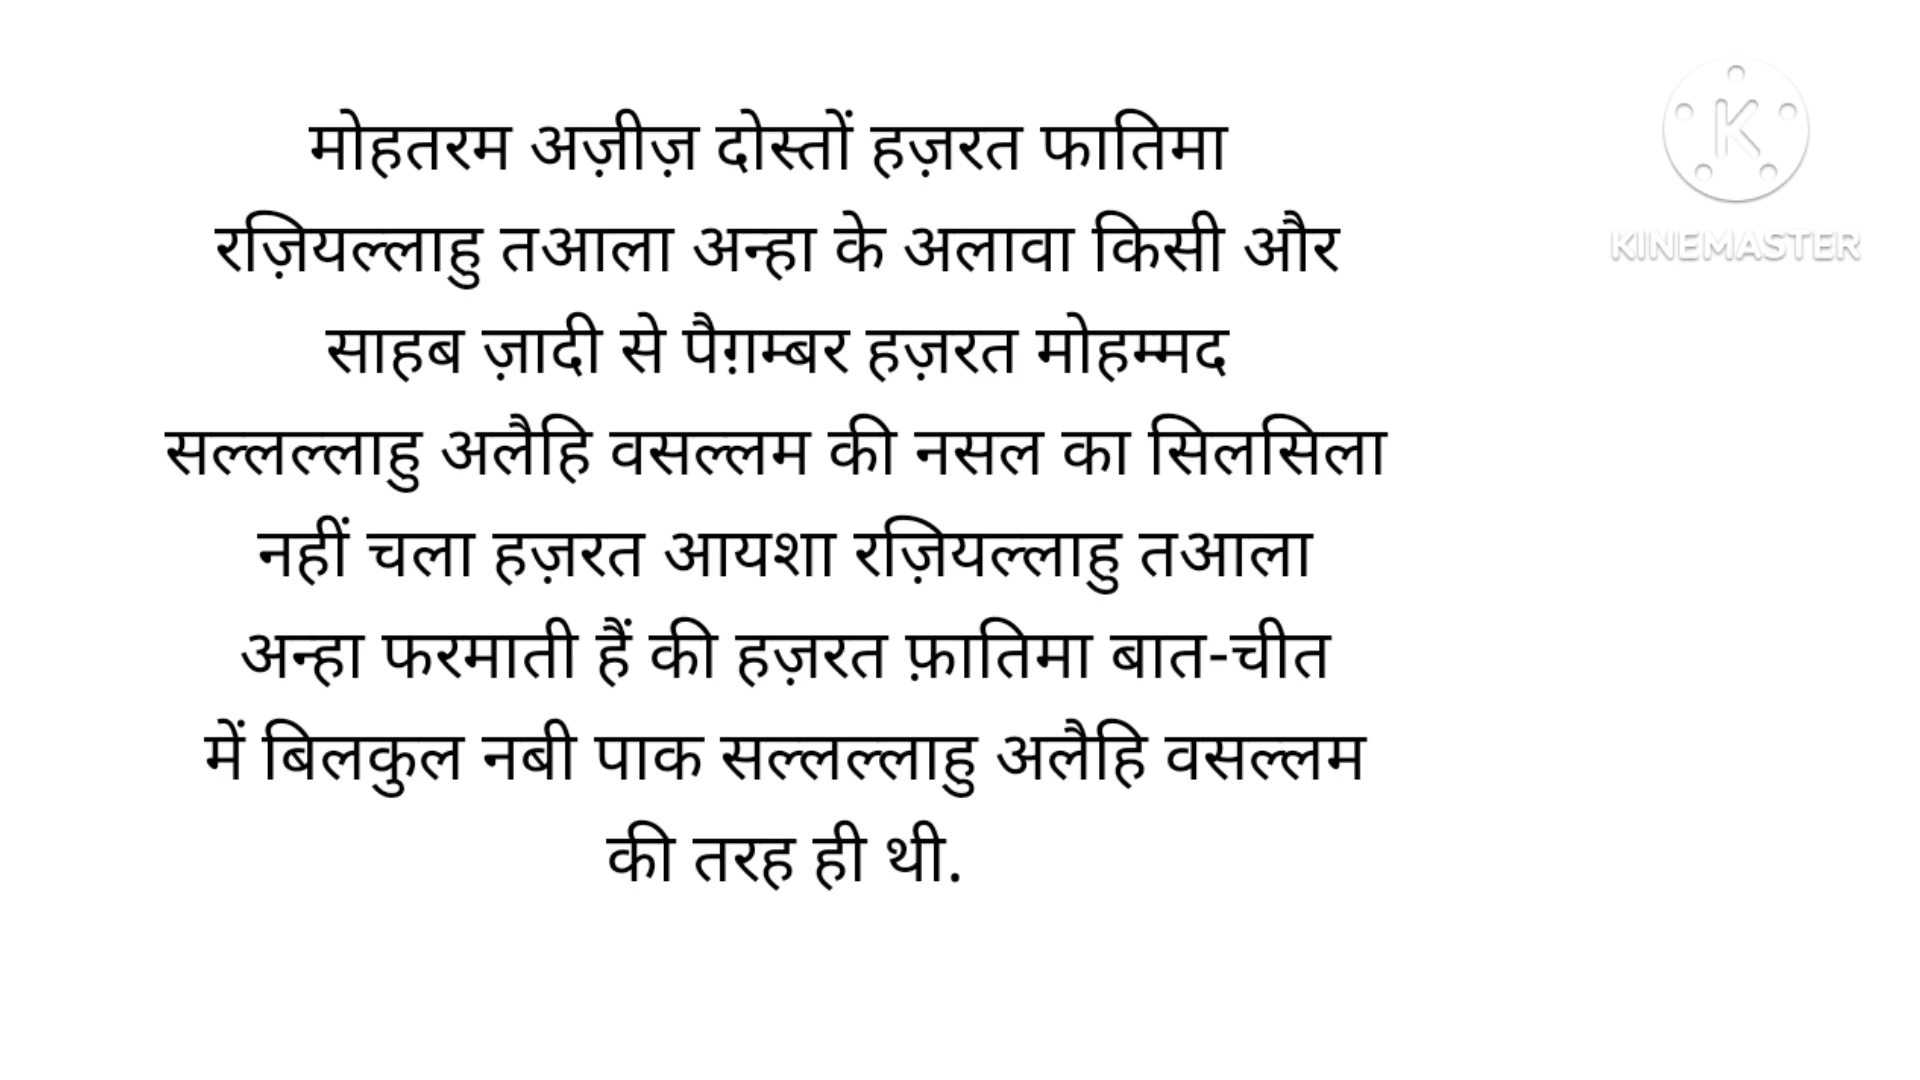 मोहतरम अज़ीज़ दोस्तों हज़रत फातिमा
रज़ियल्लाहु तआला अन्हा के अलावा किसी और
साहब ज़ादी से पैग़म्बर हज़रत मोहम्मद
सल्लल्लाहु अलैहि वसल्लम की नसल का सिलसिला
नहीं चला हज़रत आयशा रज़ियल्लाहु तआला
अन्हा फरमाती हैं की हज़रत फ़ातिमा बात-चीत
में बिलकुल नबी पाक सल्लल्लाहु अलैहि वसल्लम
की तरह ही थी.
K
KINEMASTER